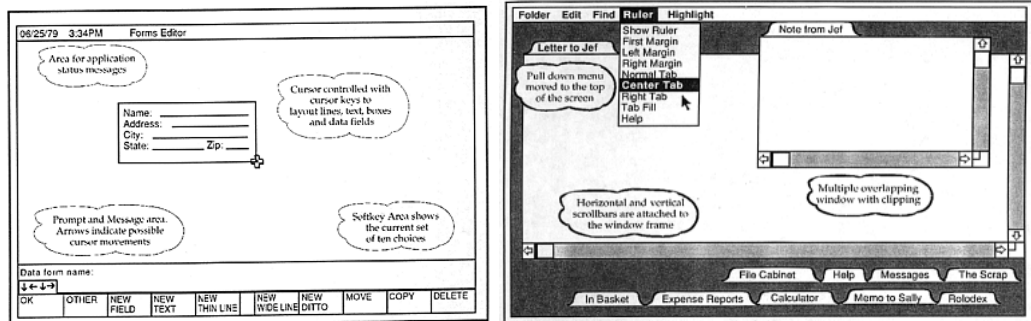 06/25/79 3:34PM Forms Editor
Area for application
status messages
Cursor controlled with
cursor keys to
layout lines, text, boxes
and data fields
Name:
Address:
City:
State: Zip:
Prompt and Message area.
Arrows indicate possible
cursor movements
Softkey Area shows
the current set
of ten choices
Data form name:
↓←↓→
OK OTHER NEW FIELD NEW TEXT NEW THIN LINE NEW WIDE LINE NEW DITTO MOVE COPY DELETE
Folder Edit Find Ruler Highlight
Show Ruler
First Margin
Left Margin
Right Margin
Normal Tab
Center Tab
Right Tab
Tab Fill
Help
Letter to Jef
Pull down menu
moved to the top
of the screen
Note from Jef
Multiple overlapping
window with clipping
Horizontal and vertical
scrollbars are attached to
the window frame
File Cabinet Help Messages The Scrap
In Basket Expense Reports Calculator Memo to Sally Rolodex